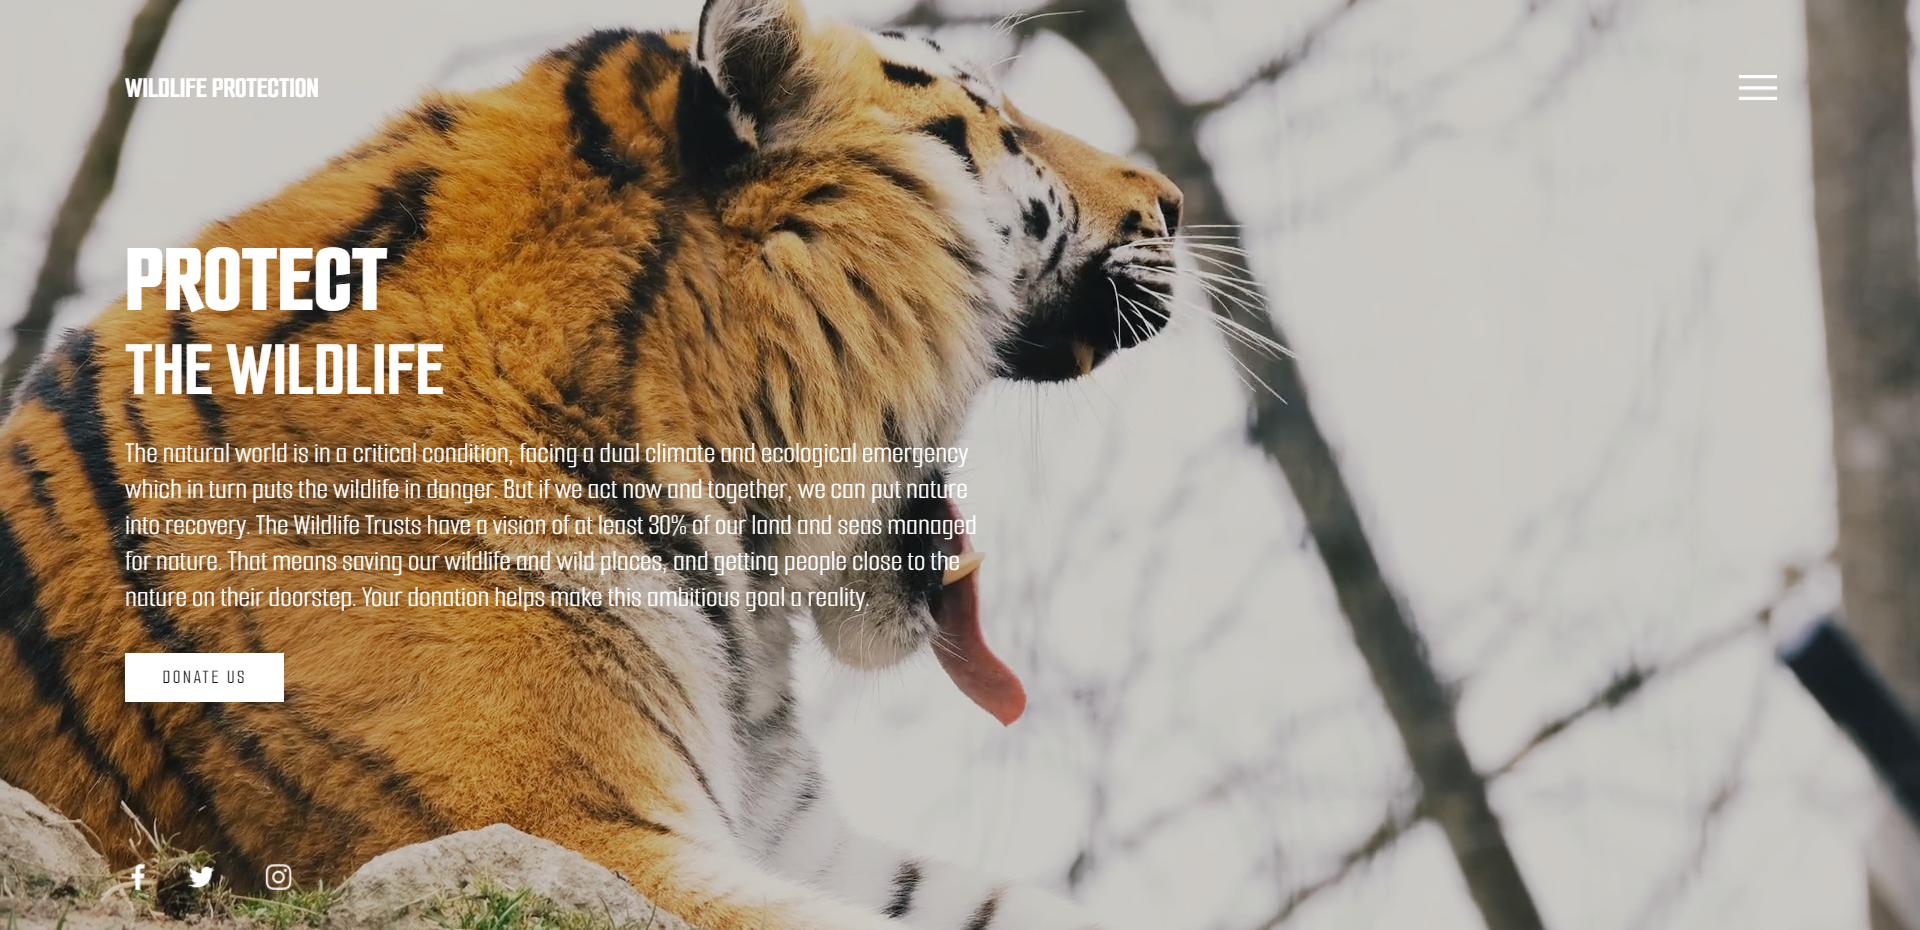 WILDLIFE PROTECTION
PROTECT
THE WILDLIFE
The natural world is in a critical condition, facing a dual climate and ecological emergency
which in turn puts the wildlife in danger. But if we act now and together, we can put nature
into recovery. The Wildlife Trusts have a vision of at least 30% of our land and seas managed
for nature. That means saving our wildlife and wild places, and getting people close to the
nature on their doorstep. Your donation helps make this ambitious goal a reality.
DONATE US